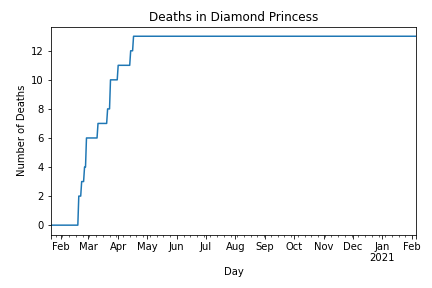 Deaths in Diamond Princess
Number of Deaths
12
10
8
6
4
2
0
Feb Mar Apr May Jun Jul Aug Sep Oct Nov Dec Jan Feb
2021
Day